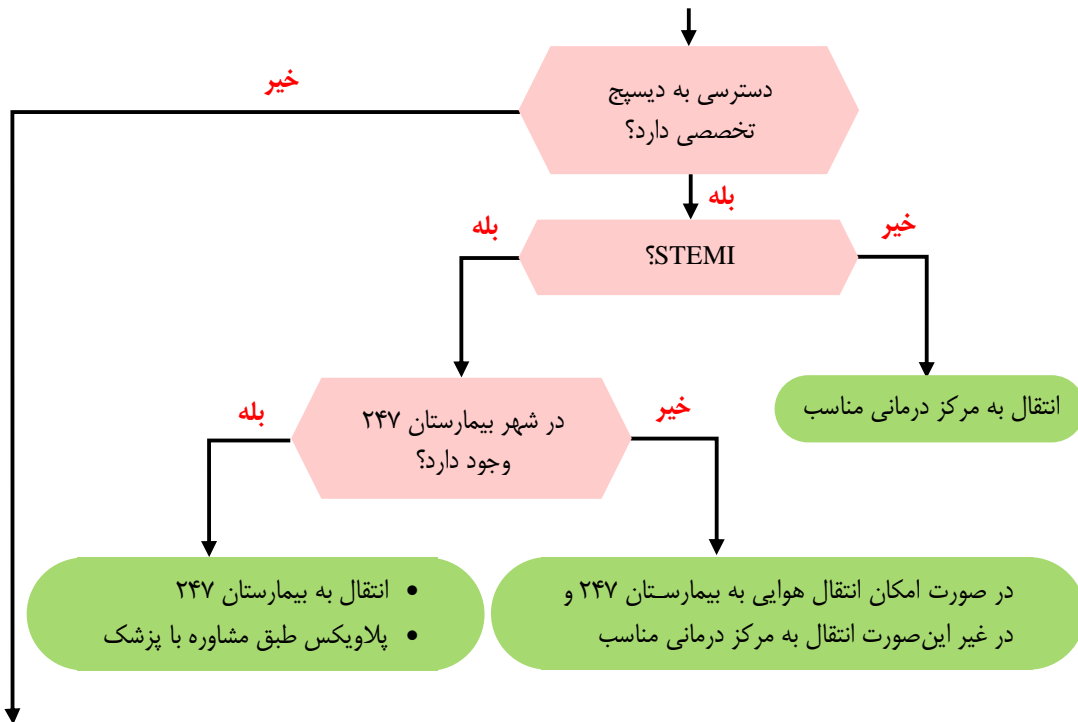 دسترسی به دیسپچ
تخصصی دارد؟
خیر
بله
STEMI؟
بله
خیر
انتقال به مرکز درمانی مناسب
در شهر بیمارستان ۲۴۷
وجود دارد؟
خیر
بله
در صورت امکان انتقال هوایی به بیمارستان ۲۴۷ و
در غیر این‌صورت انتقال به مرکز درمانی مناسب
• انتقال به بیمارستان ۲۴۷
• پلاویکس طبق مشاوره با پزشک